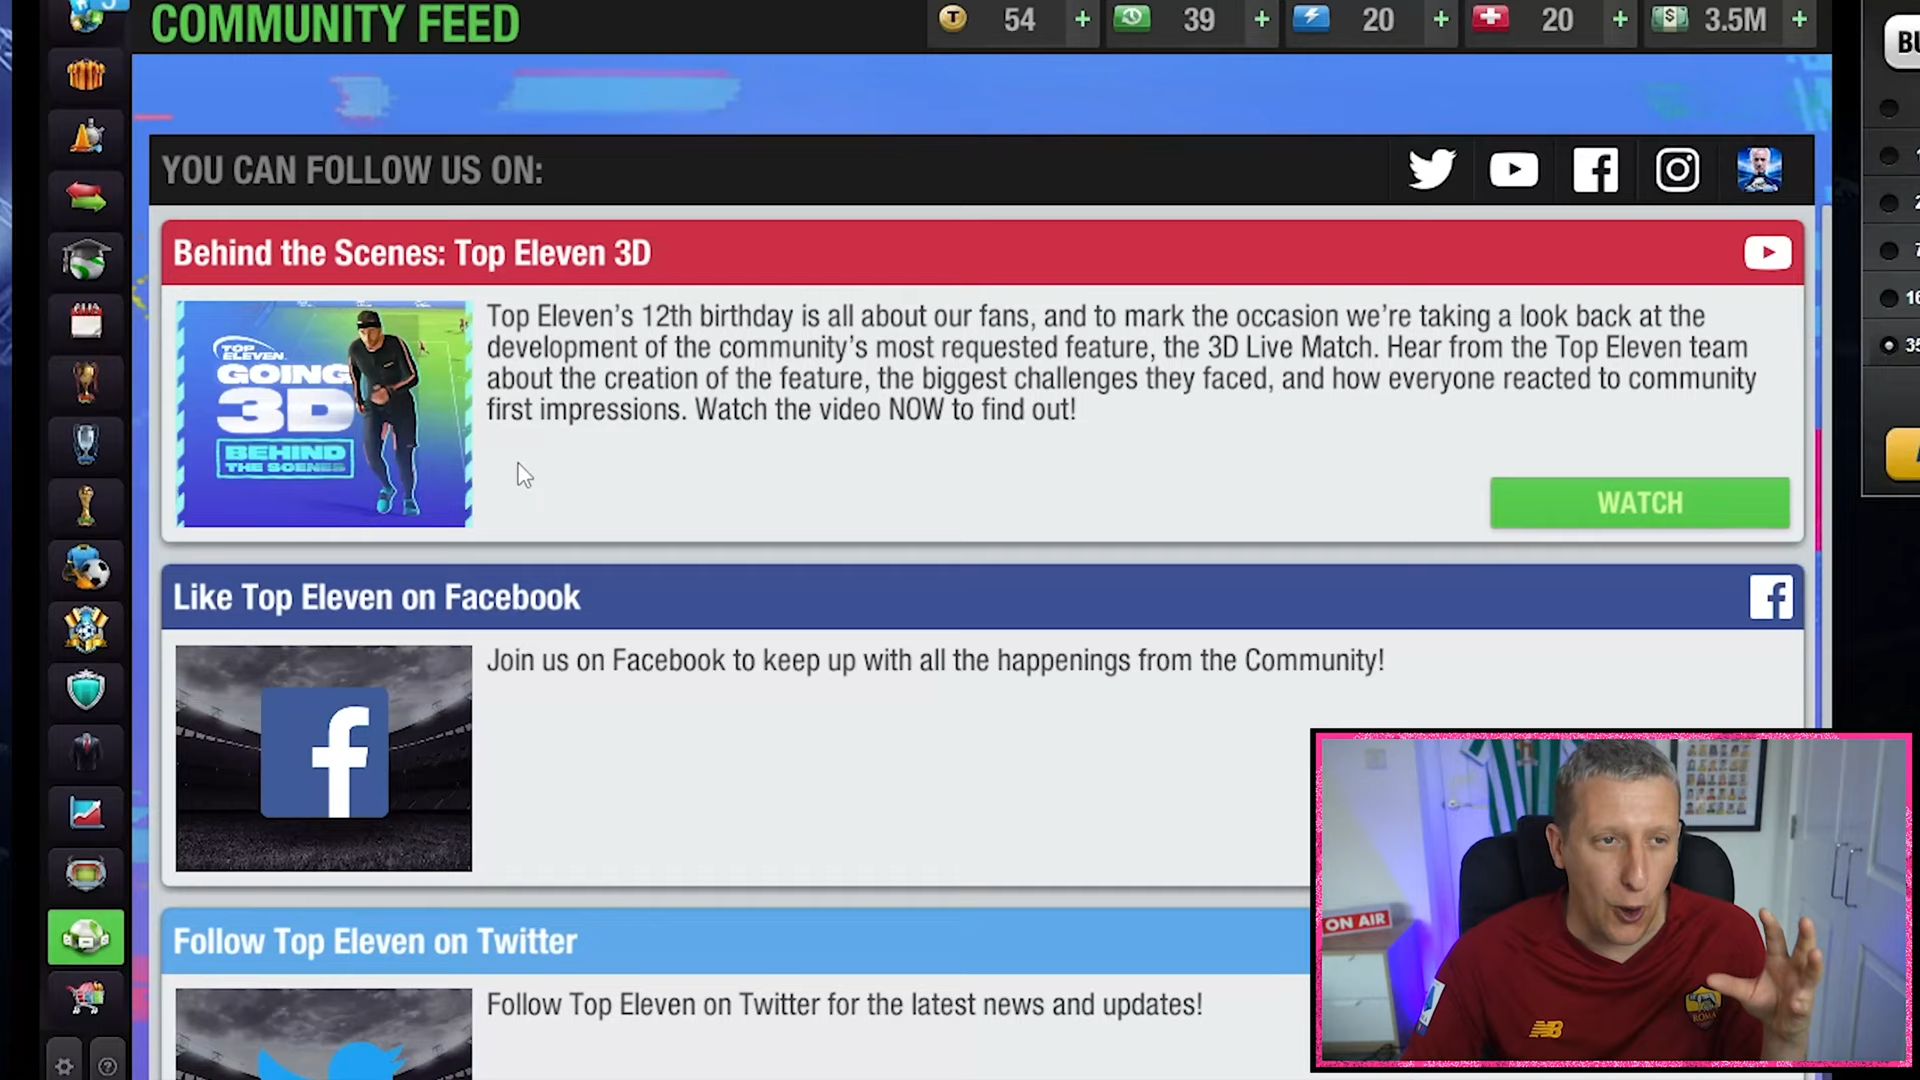 COMMUNITY FEED
54 + 39 + 20 + 20 + 3.5M +
YOU CAN FOLLOW US ON:
Behind the Scenes: Top Eleven 3D
TOP
ELEVEN
GOING
3D
BEHIND
THE SCENES
Top Eleven’s 12th birthday is all about our fans, and to mark the occasion we’re taking a look back at the
development of the community’s most requested feature, the 3D Live Match. Hear from the Top Eleven team
about the creation of the feature, the biggest challenges they faced, and how everyone reacted to community
first impressions. Watch the video NOW to find out!
WATCH
Like Top Eleven on Facebook
Join us on Facebook to keep up with all the happenings from the Community!
Follow Top Eleven on Twitter
Follow Top Eleven on Twitter for the latest news and updates!
ON AIR
ROMA
NB